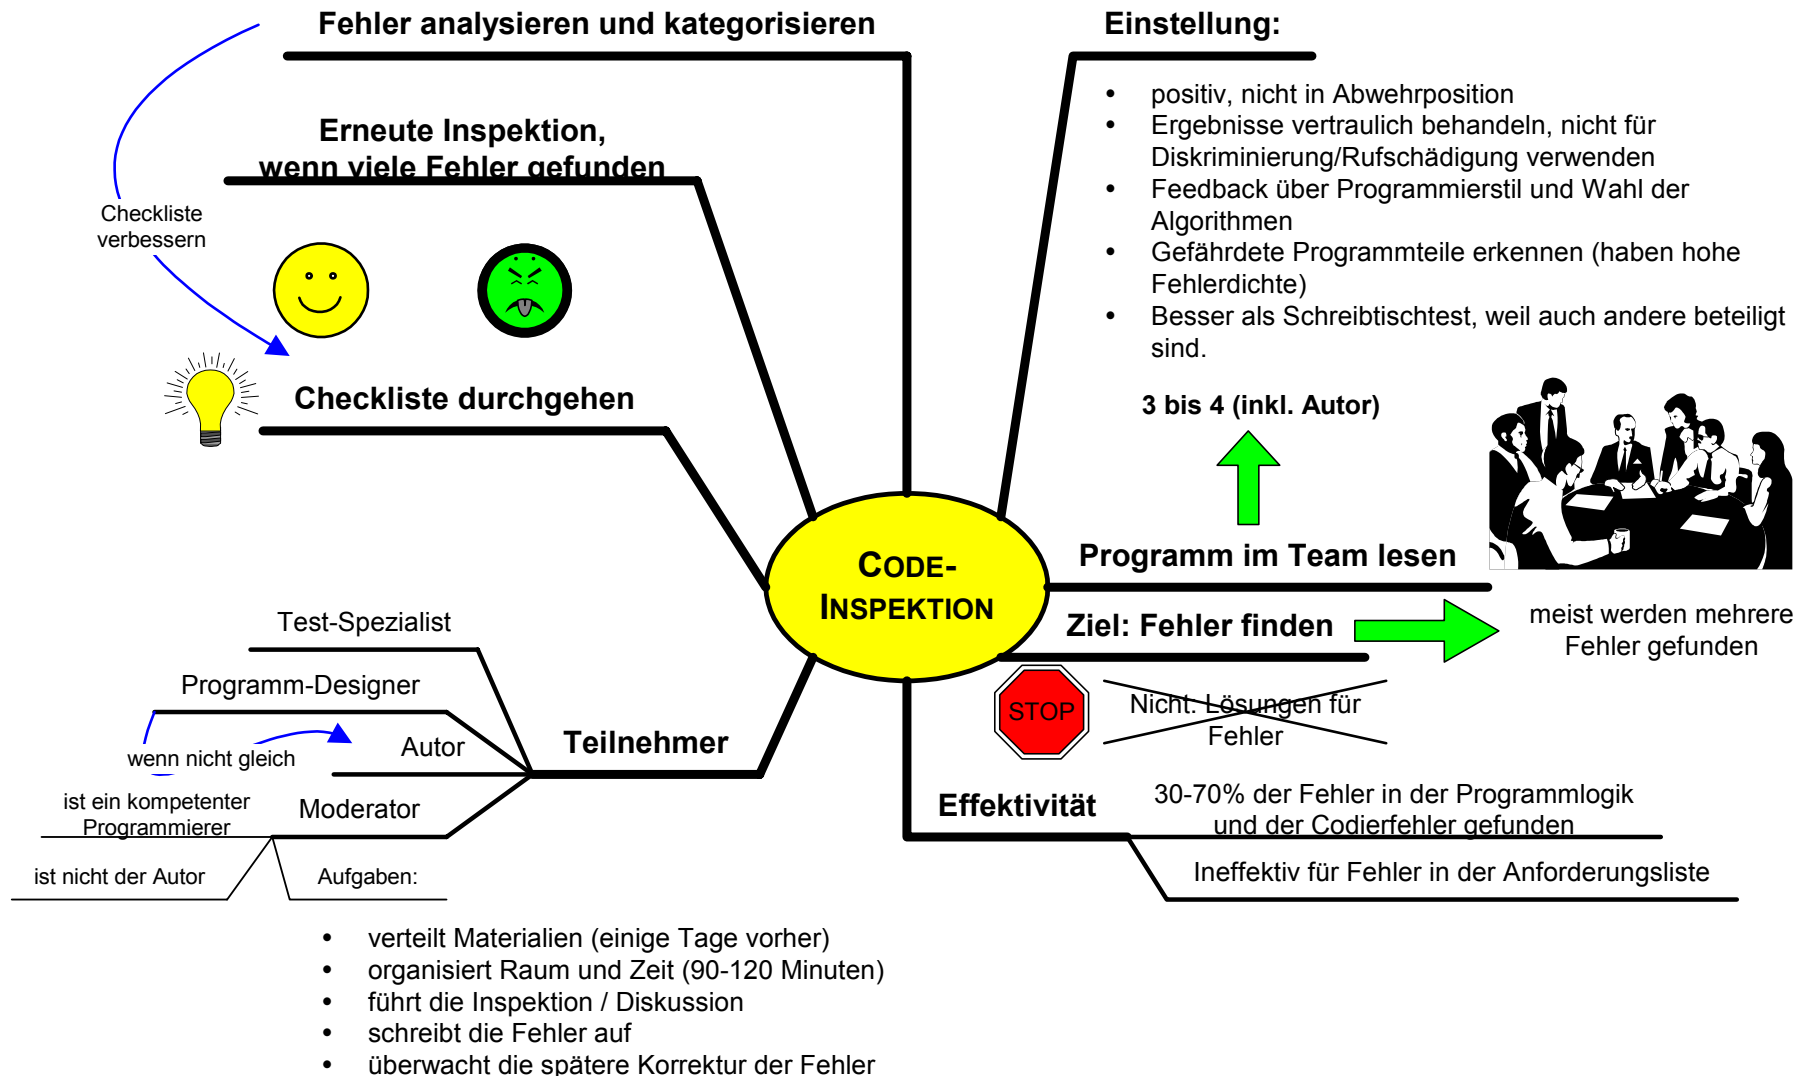 Fehler analysieren und kategorisieren
Einstellung:
• positiv, nicht in Abwehrposition
• Ergebnisse vertraulich behandeln, nicht für
Diskriminierung/Rufschädigung verwenden
• Feedback über Programmierstil und Wahl der
Algorithmen
• Gefährdete Programmteile erkennen (haben hohe
Fehlerdichte)
• Besser als Schreibtischtest, weil auch andere beteiligt
sind.
Erneute Inspektion,
wenn viele Fehler gefunden
Checkliste
verbessern
Checkliste durchgehen
3 bis 4 (inkl. Autor)
Programm im Team lesen
CODE-
INSPEKTION
Ziel: Fehler finden
meist werden mehrere
Fehler gefunden
STOP
Nicht: Lösungen für
Fehler
Test-Spezialist
Programm-Designer
wenn nicht gleich
Autor
Teilnehmer
ist ein kompetenter
Programmierer
Moderator
ist nicht der Autor
Aufgaben:
• verteilt Materialien (einige Tage vorher)
• organisiert Raum und Zeit (90-120 Minuten)
• führt die Inspektion / Diskussion
• schreibt die Fehler auf
• überwacht die spätere Korrektur der Fehler
Effektivität
30-70% der Fehler in der Programmlogik
und der Codierfehler gefunden
Ineffektiv für Fehler in der Anforderungsliste